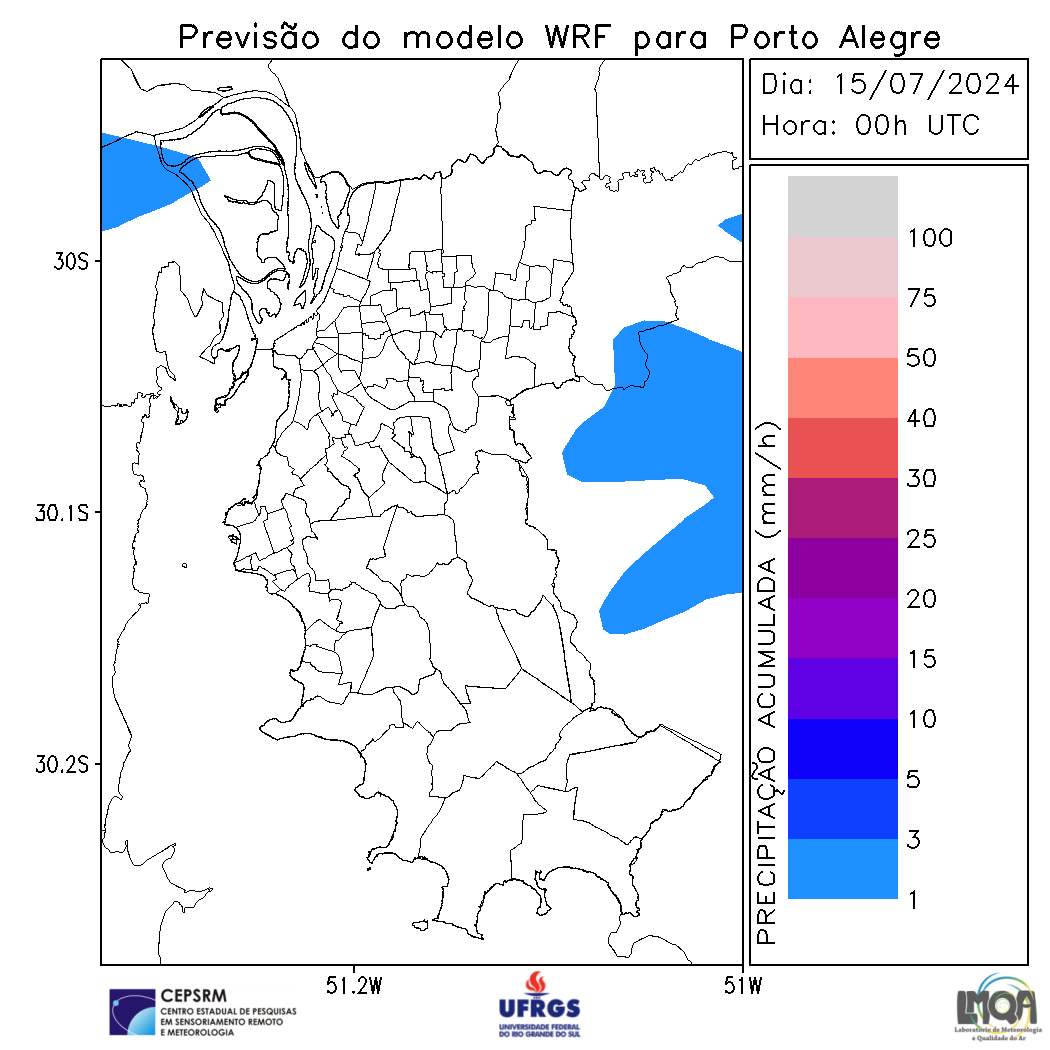 Previsão do modelo WRF para Porto Alegre
Dia: 15/07/2024
Hora: 00h UTC
30S
30.1S
30.2S
51.2W
51W
PRECIPITAÇÃO ACUMULADA (mm/h)
100
75
50
40
30
25
20
15
10
5
3
1
CEPSRM
CENTRO ESTADUAL DE PESQUISAS
EM SENSORIAMENTO REMOTO
E METEOROLOGIA
UFRGS
UNIVERSIDADE FEDERAL
DO RIO GRANDE DO SUL
LMQA
Laboratório de Meteorologia
e Qualidade do Ar